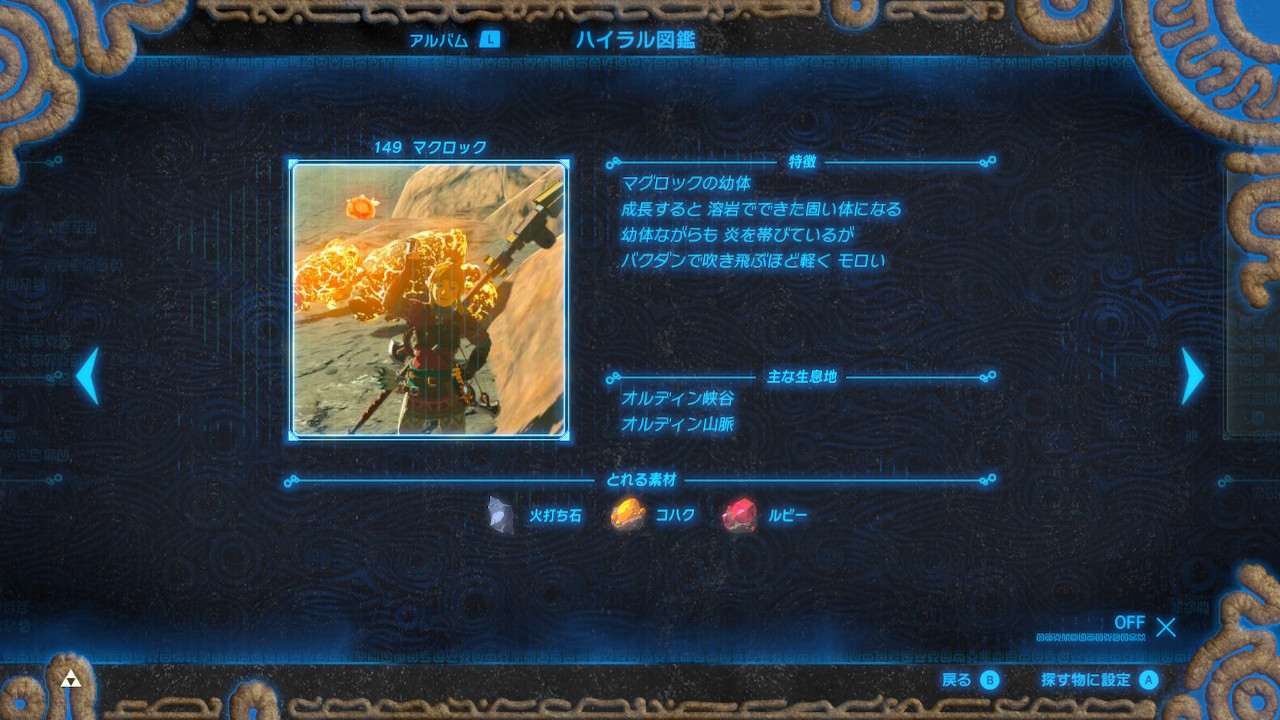 アルバム L ハイラル図鑑
149 マクロック
特徴
マグロックの幼体
成長すると 溶岩でできた固い体になる
幼体ながらも 炎を帯びているが
バクダンで吹き飛ぶほど軽く モロい
主な生息地
オルディン峡谷
オルディン山脈
とれる素材
火打ち石 コハク ルビー
OFF
戻る B 探す物に設定 A